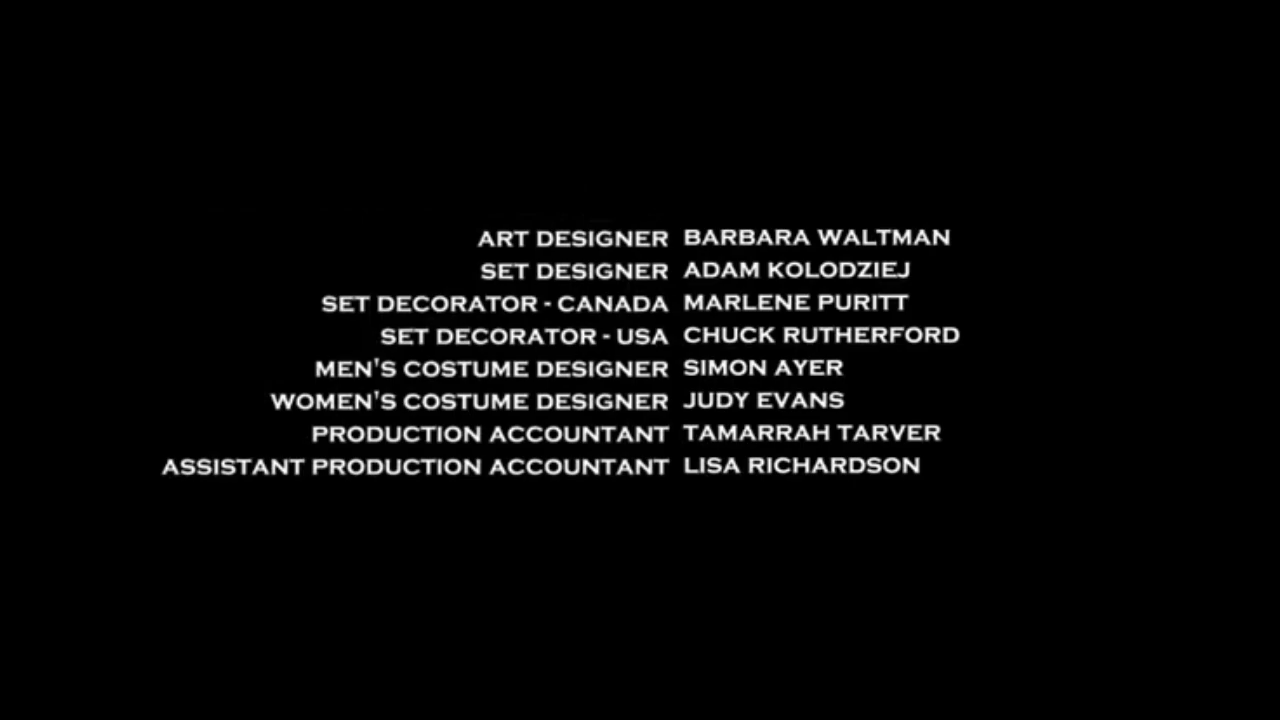 ART DESIGNER BARBARA WALTMAN
SET DESIGNER ADAM KOLODZIEJ
SET DECORATOR - CANADA MARLENE PURITT
SET DECORATOR - USA CHUCK RUTHERFORD
MEN'S COSTUME DESIGNER SIMON AYER
WOMEN'S COSTUME DESIGNER JUDY EVANS
PRODUCTION ACCOUNTANT TAMARRAH TARVER
ASSISTANT PRODUCTION ACCOUNTANT LISA RICHARDSON